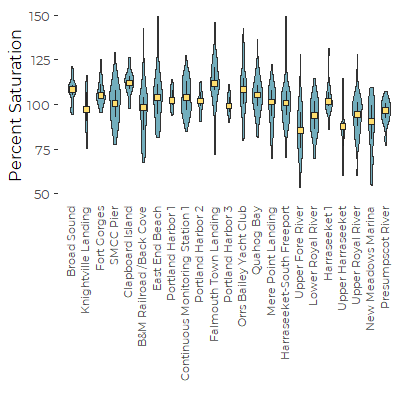 Percent Saturation
150
125
100
75
50
Broad Sound
Knightville Landing
Fort Gorges
SMCC Pier
Clapboard Island
B&M Railroad / Back Cove
East End Beach
Portland Harbor 1
Continuous Monitoring Station 1
Portland Harbor 2
Falmouth Town Landing
Portland Harbor 3
Orrs Bailey Yacht Club
Quahog Bay
Mere Point Landing
Harraseeket-South Freeport
Upper Fore River
Lower Royal River
Harraseeket 1
Upper Harraseeket
Upper Royal River
New Meadows Marina
Presumpscot River